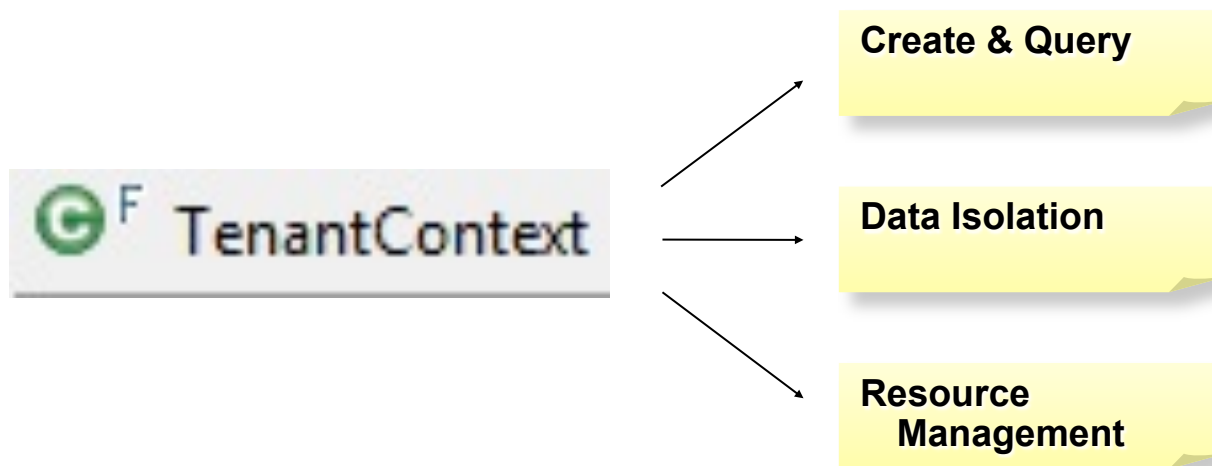 Create & Query
C F TenantContext
Data Isolation
Resource
Management